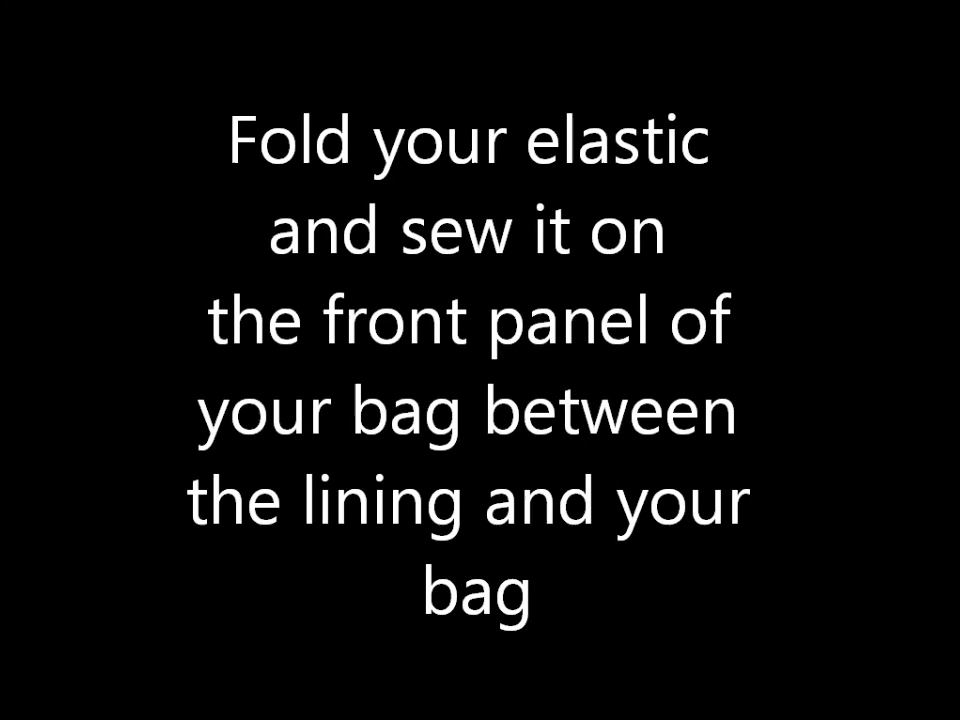 Fold your elastic
and sew it on
the front panel of
your bag between
the lining and your
bag